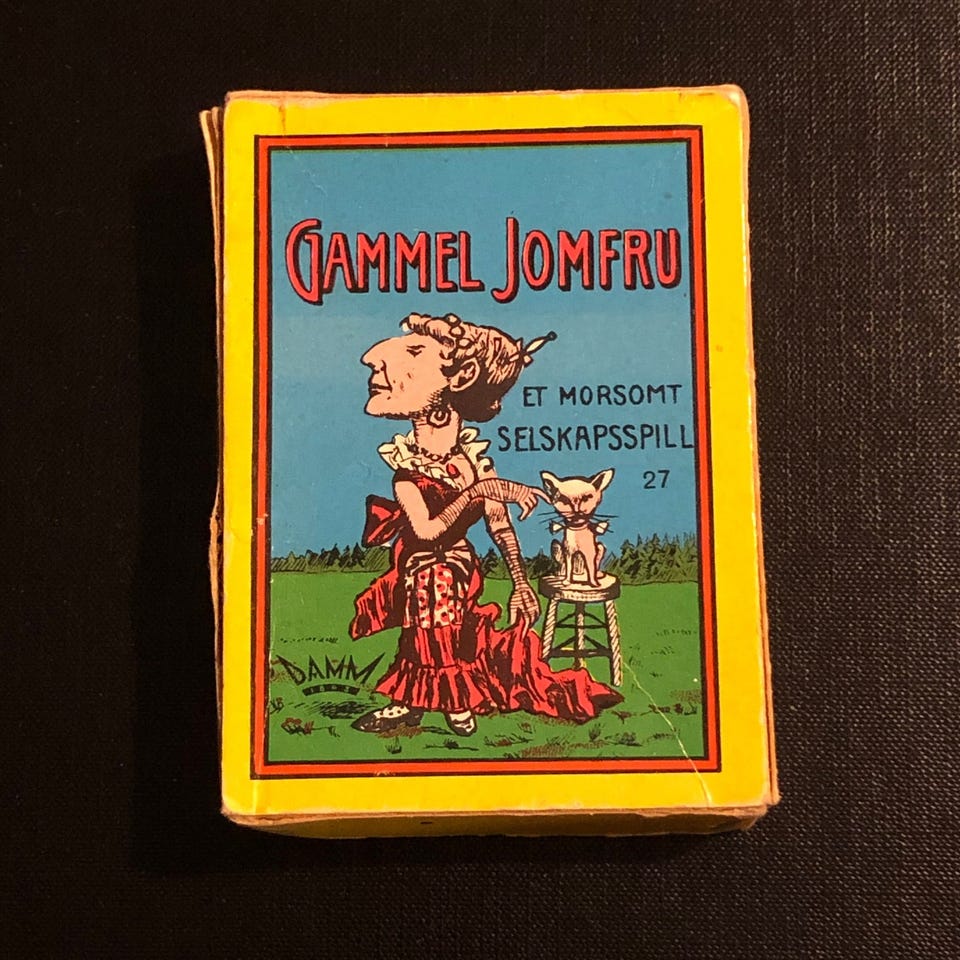 GAMMEL JOMFRU
ET MORSOMT
SELSKAPSSPILL
27
DAMM